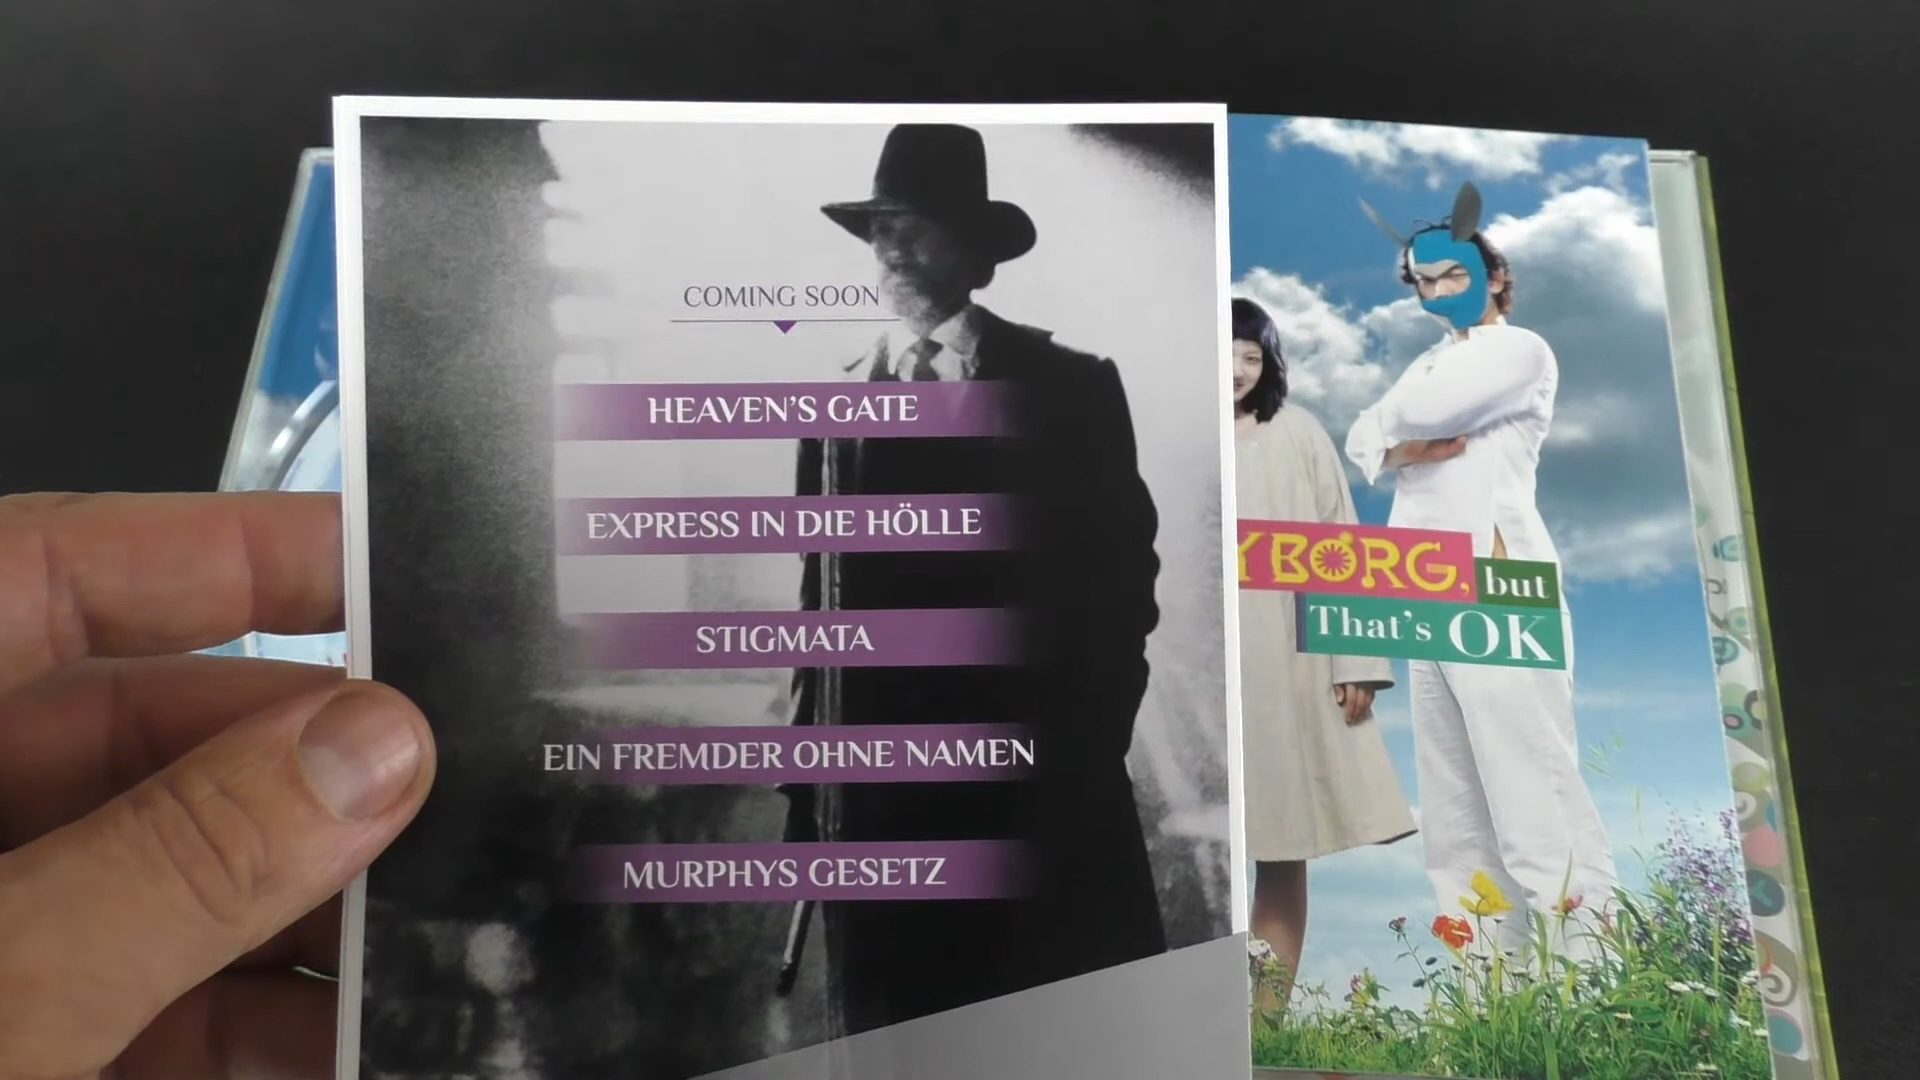 COMING SOON
HEAVEN'S GATE
EXPRESS IN DIE HÖLLE
STIGMATA
EIN FREMDER OHNE NAMEN
MURPHYS GESETZ
YBORG, but
That's OK